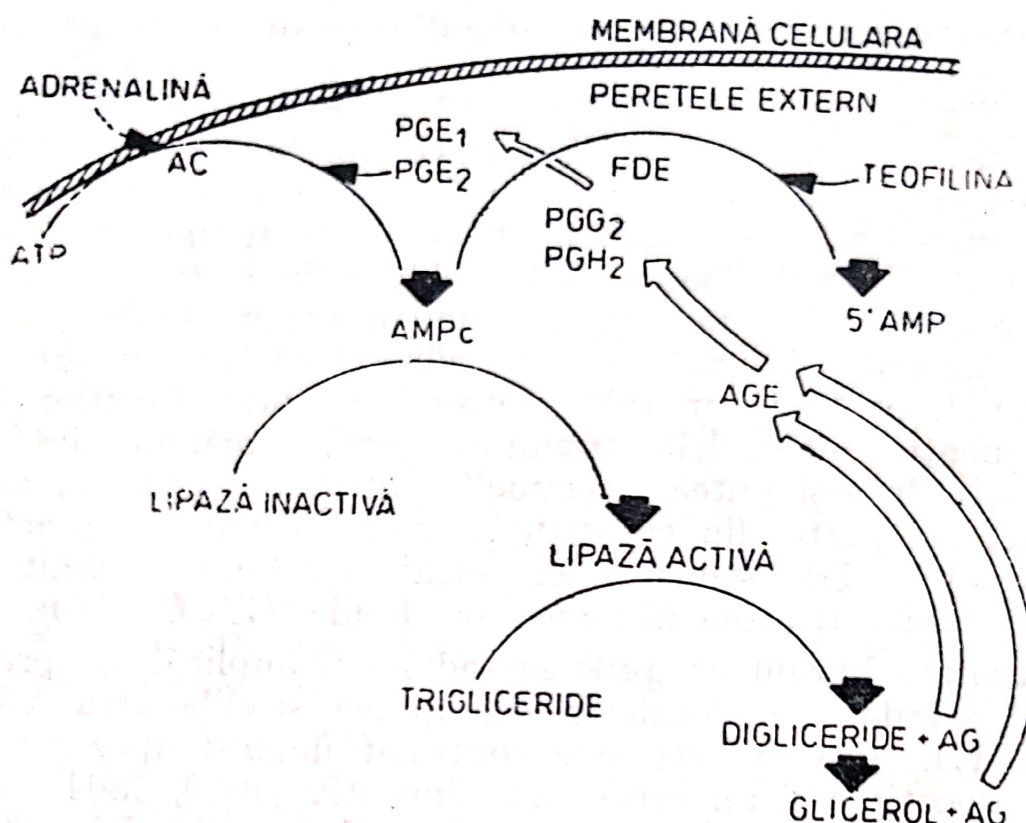 MEMBRANĂ CELULARA
ADRENALINĂ
PERETELE EXTERN
PGE1
AC
PGE2
FDE
TEOFILINA
PGG2
PGH2
ATP
AMPc
5' AMP
AGE
LIPAZĂ INACTIVĂ
LIPAZĂ ACTIVĂ
TRIGLICERIDE
DIGLICERIDE + AG
GLICEROL + AG